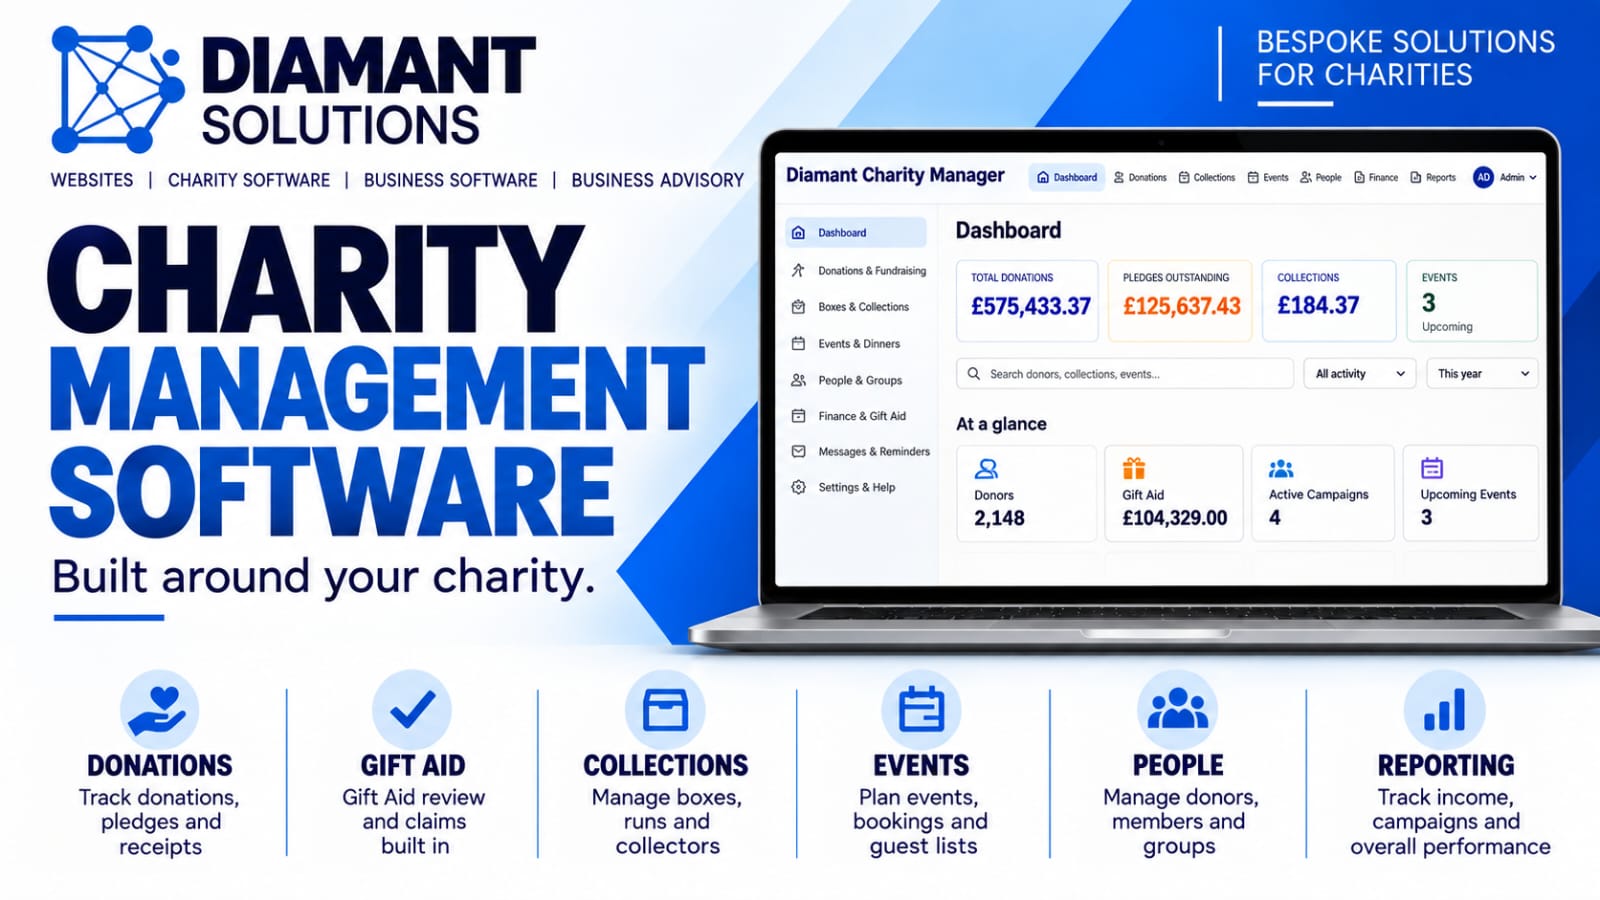 DIAMANT
SOLUTIONS
WEBSITES | CHARITY SOFTWARE | BUSINESS SOFTWARE | BUSINESS ADVISORY
BESPOKE SOLUTIONS
FOR CHARITIES
CHARITY
MANAGEMENT
SOFTWARE
Built around your charity.
Diamant Charity Manager
Dashboard Donations Collections Events People Finance Reports AD Admin
Dashboard
Donations & Fundraising
Boxes & Collections
Events & Dinners
People & Groups
Finance & Gift Aid
Messages & Reminders
Settings & Help
Dashboard
TOTAL DONATIONS
£575,433.37
PLEDGES OUTSTANDING
£125,637.43
COLLECTIONS
£184.37
EVENTS
3
Upcoming
Search donors, collections, events...
All activity
This year
At a glance
Donors
2,148
Gift Aid
£104,329.00
Active Campaigns
4
Upcoming Events
3
DONATIONS
Track donations,
pledges and
receipts
GIFT AID
Gift Aid review
and claims
built in
COLLECTIONS
Manage boxes,
runs and
collectors
EVENTS
Plan events,
bookings and
guest lists
PEOPLE
Manage donors,
members and
groups
REPORTING
Track income,
campaigns and
overall performance